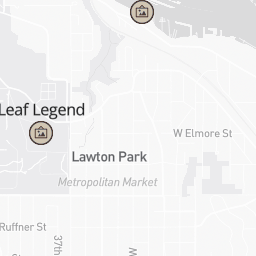 Leaf Legend
W Elmore St
Lawton Park
Metropolitan Market
Ruffner St
37th
W